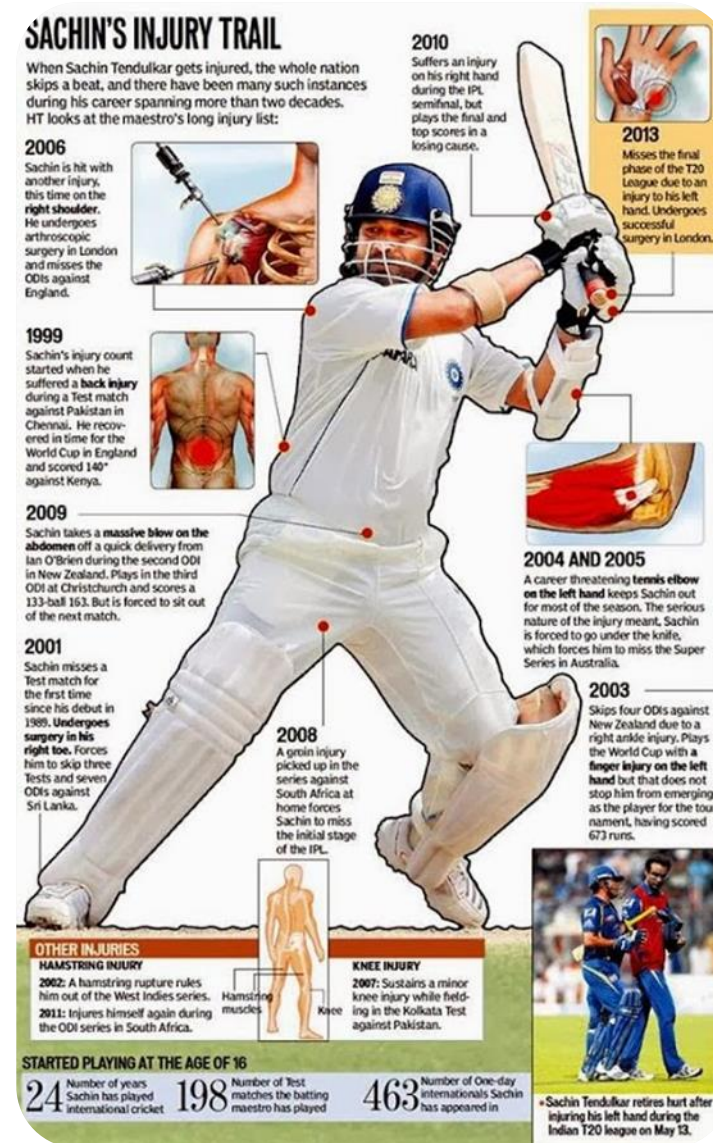 SACHIN'S INJURY TRAIL
When Sachin Tendulkar gets injured, the whole nation
skips a beat, and there have been many such instances
during his career spanning more than two decades.
HT looks at the maestro's long injury list:
2006
Sachin is hit with
another injury,
this time on the
right shoulder.
He undergoes
arthroscopic
surgery in London
and misses the
ODIs against
England.
2010
Suffers an injury
on his right hand
during the IPL
semifinal, but
plays the final and
top scores in a
losing cause.
2013
Misses the final
phase of the T20
League due to an
injury to his left
hand. Undergoes
successful
surgery in London.
1999
Sachin's injury count
started when he
suffered a back injury
during a Test match
against Pakistan in
Chennai. He recov-
ered in time for the
World Cup in England
and scored 140*
against Kenya.
2009
Sachin takes a massive blow on the
abdomen off a quick delivery from
Ian O'Brien during the second ODI
in New Zealand. Plays in the third
ODI at Christchurch and scores a
133-ball 163. But is forced to sit out
of the next match.
2004 AND 2005
A career threatening tennis elbow
on the left hand keeps Sachin out
for most of the season. The serious
nature of the injury meant, Sachin
is forced to go under the knife,
which forces him to miss the Super
Series in Australia.
2001
Sachin misses a
Test match for
the first time
since his debut in
1989. Undergoes
surgery in his
right toe. Forces
him to skip three
Tests and seven
ODIs against
Sri Lanka.
2008
A groin injury
picked up in the
series against
South Africa at
home forces
Sachin to miss
the initial stage
of the IPL.
2003
Skips four ODIs against
New Zealand due to a
right ankle injury. Plays
the World Cup with a
finger injury on the left
hand but that does not
stop him from emerging
as the player for the tour
nament, having scored
673 runs.
OTHER INJURIES
HAMSTRING INJURY
2002: A hamstring rupture rules
him out of the West Indies series.
2011: Injures himself again during
the ODI series in South Africa.
Hamstring
muscles
Knee
KNEE INJURY
2007: Sustains a minor
knee injury while field-
ing in the Kolkata Test
against Pakistan.
STARTED PLAYING AT THE AGE OF 16
24 Number of years
Sachin has played
international cricket
198 Number of Test
matches the batting
maestro has played
463 Number of One-day
internationals Sachin
has appeared in
Sachin Tendulkar retires hurt after
injuring his left hand during the
Indian T20 league on May 13.